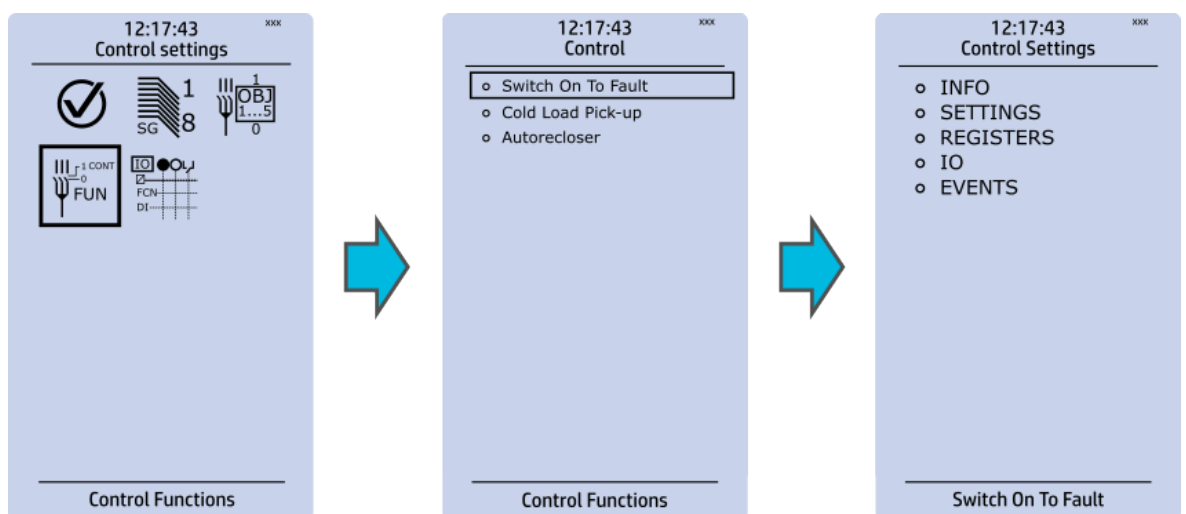 12:17:43 xxx
Control settings
1
SG 8
1
OBJ
1...5
0
1 CONT
0
FUN
IO
FCN
DI
Control Functions
12:17:43 xxx
Control
Switch On To Fault
Cold Load Pick-up
Autorecloser
Control Functions
12:17:43 xxx
Control Settings
INFO
SETTINGS
REGISTERS
IO
EVENTS
Switch On To Fault